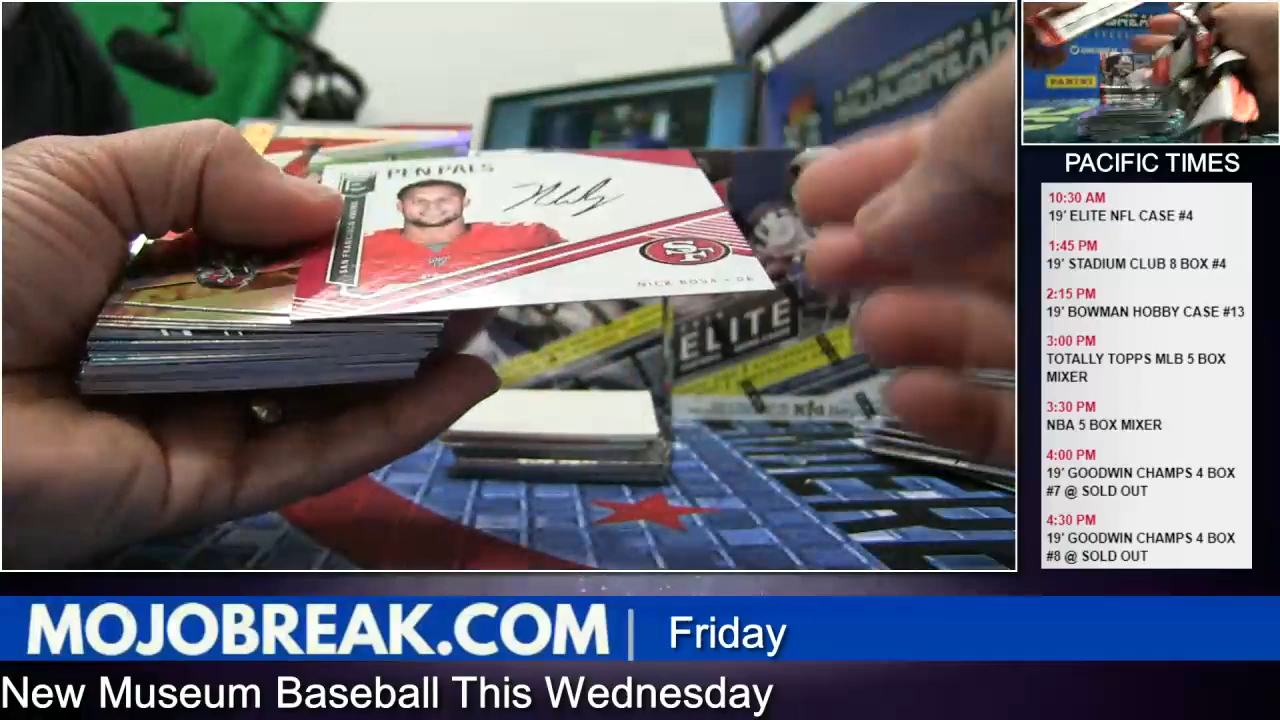 PEN PALS
SAN FRANCISCO 49ERS
SF
NICK BOSA • DE
ELITE
PANINI
PACIFIC TIMES
10:30 AM
19' ELITE NFL CASE #4
1:45 PM
19' STADIUM CLUB 8 BOX #4
2:15 PM
19' BOWMAN HOBBY CASE #13
3:00 PM
TOTALLY TOPPS MLB 5 BOX
MIXER
3:30 PM
NBA 5 BOX MIXER
4:00 PM
19' GOODWIN CHAMPS 4 BOX
#7 @ SOLD OUT
4:30 PM
19' GOODWIN CHAMPS 4 BOX
#8 @ SOLD OUT
MOJOBREAK.COM | Friday
New Museum Baseball This Wednesday